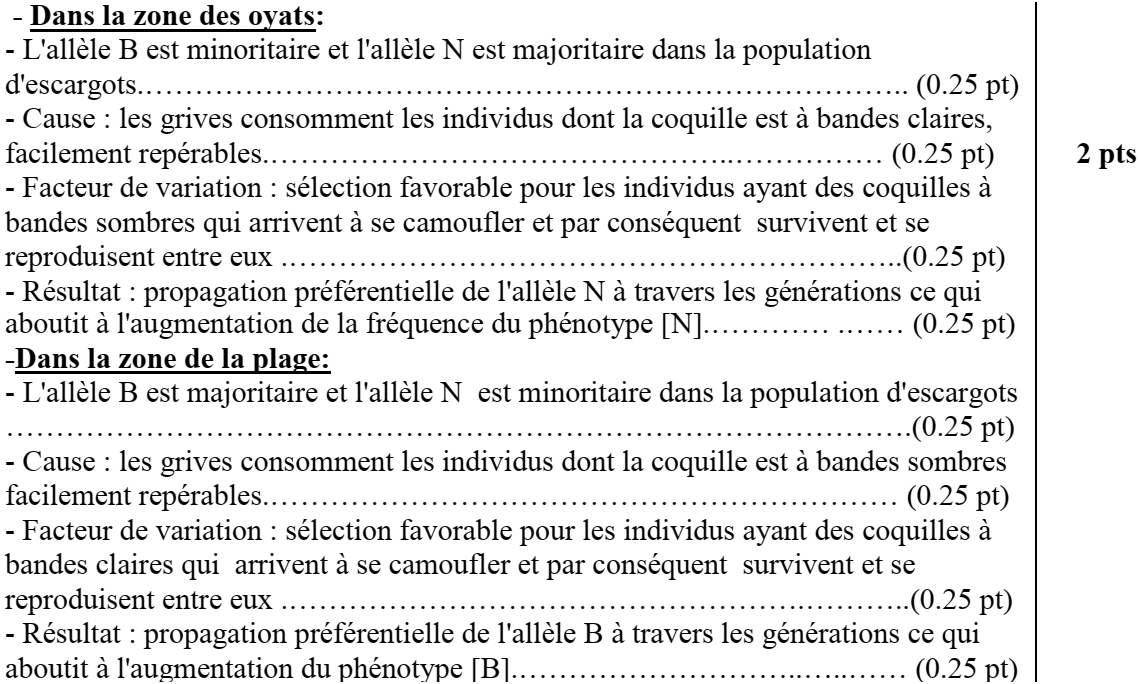 - Dans la zone des oyats:
- L'allèle B est minoritaire et l'allèle N est majoritaire dans la population
d'escargots.………………………………………………………………….. (0.25 pt)
- Cause : les grives consomment les individus dont la coquille est à bandes claires,
facilement repérables.……………………………………..…………… (0.25 pt)
2 pts
- Facteur de variation : sélection favorable pour les individus ayant des coquilles à
bandes sombres qui arrivent à se camoufler et par conséquent survivent et se
reproduisent entre eux .…………………………………………………….(0.25 pt)
- Résultat : propagation préférentielle de l'allèle N à travers les générations ce qui
aboutit à l'augmentation de la fréquence du phénotype [N]………… .…… (0.25 pt)
-Dans la zone de la plage:
- L'allèle B est majoritaire et l'allèle N est minoritaire dans la population d'escargots
…………………………………………………………………………….(0.25 pt)
- Cause : les grives consomment les individus dont la coquille est à bandes sombres
facilement repérables.…………………………………………………… (0.25 pt)
- Facteur de variation : sélection favorable pour les individus ayant des coquilles à
bandes claires qui arrivent à se camoufler et par conséquent survivent et se
reproduisent entre eux .…………………………………………..………..(0.25 pt)
- Résultat : propagation préférentielle de l'allèle B à travers les générations ce qui
aboutit à l'augmentation du phénotype [B]………………………..…..…… (0.25 pt)